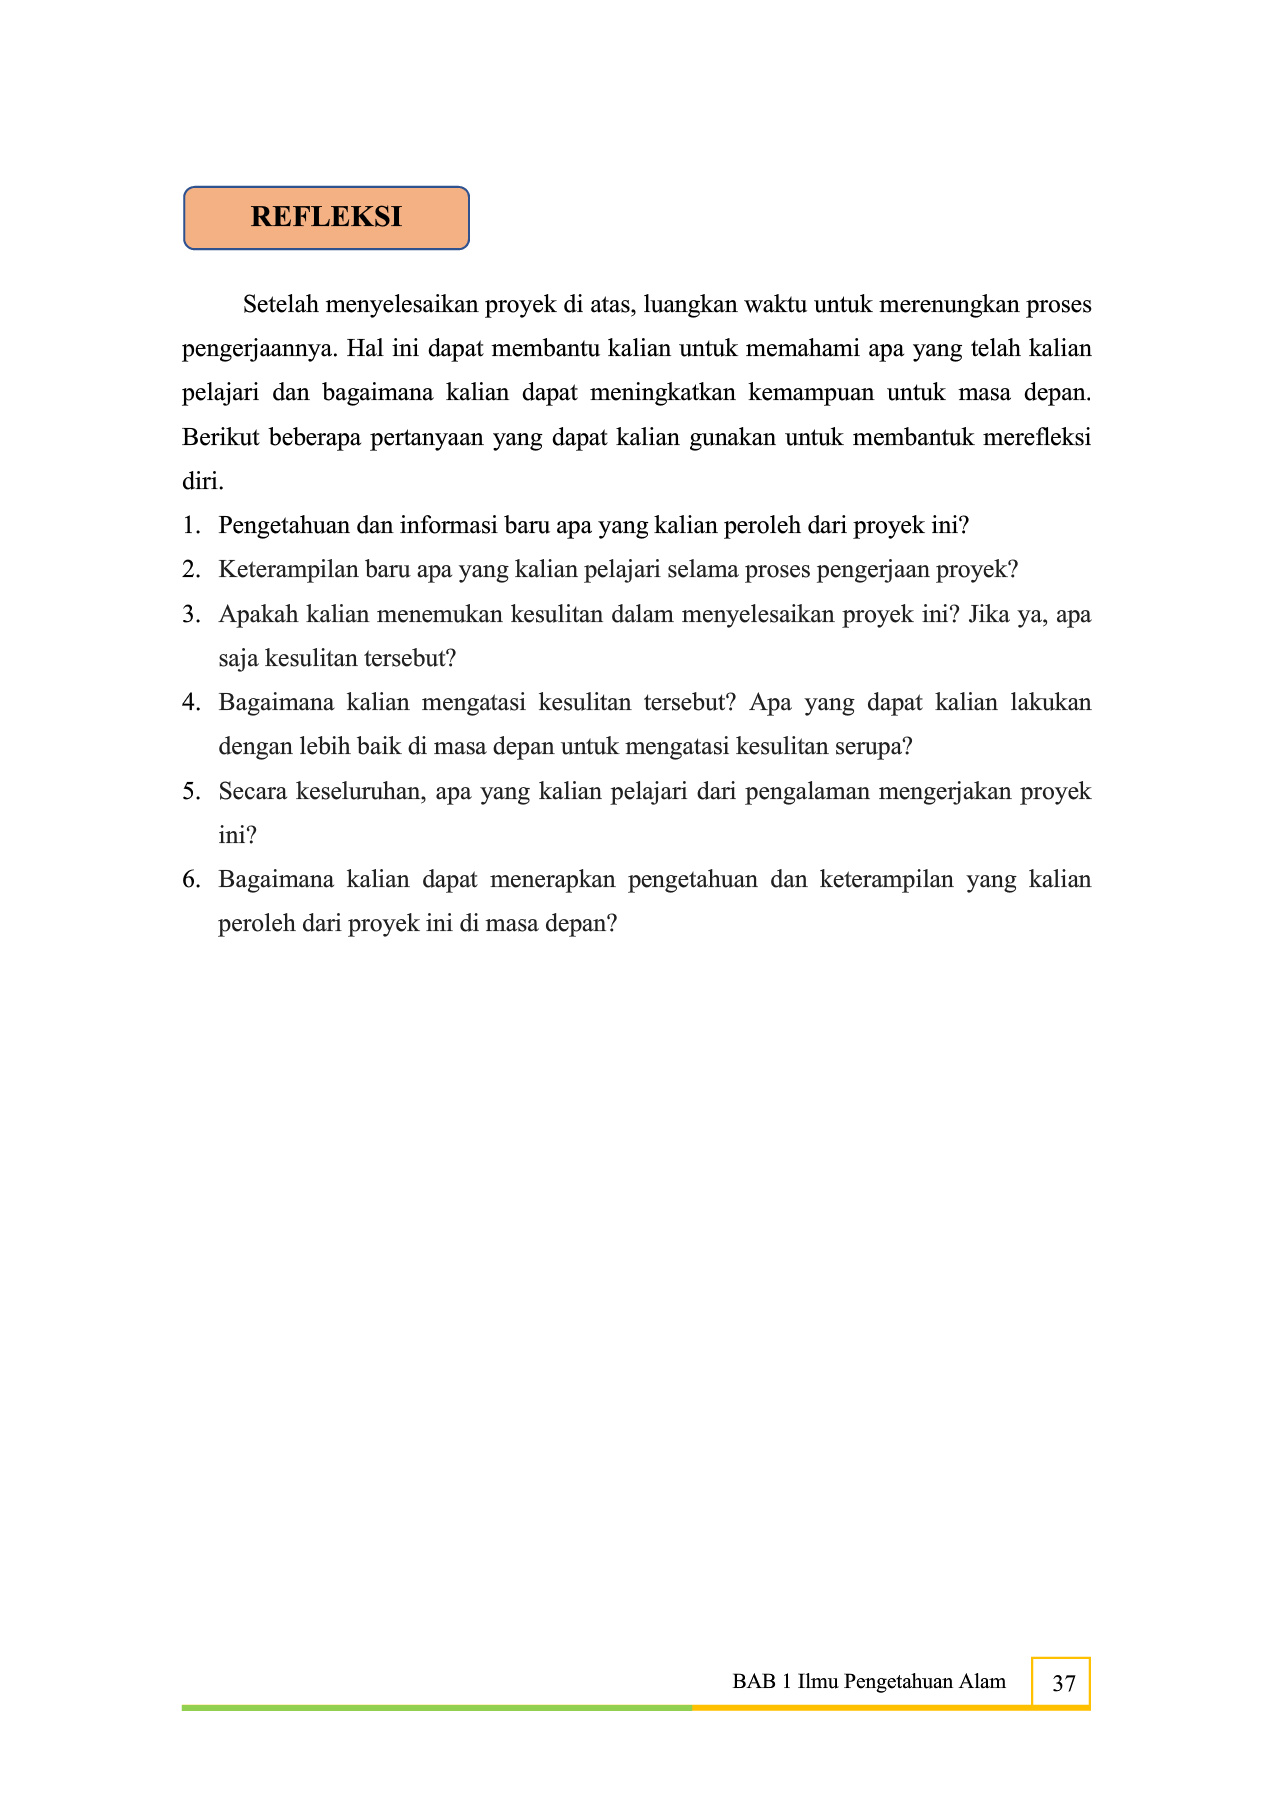 REFLEKSI
Setelah menyelesaikan proyek di atas, luangkan waktu untuk merenungkan proses
pengerjaannya. Hal ini dapat membantu kalian untuk memahami apa yang telah kalian
pelajari dan bagaimana kalian dapat meningkatkan kemampuan untuk masa depan.
Berikut beberapa pertanyaan yang dapat kalian gunakan untuk membantuk merefleksi
diri.
1. Pengetahuan dan informasi baru apa yang kalian peroleh dari proyek ini?
2. Keterampilan baru apa yang kalian pelajari selama proses pengerjaan proyek?
3. Apakah kalian menemukan kesulitan dalam menyelesaikan proyek ini? Jika ya, apa
saja kesulitan tersebut?
4. Bagaimana kalian mengatasi kesulitan tersebut? Apa yang dapat kalian lakukan
dengan lebih baik di masa depan untuk mengatasi kesulitan serupa?
5. Secara keseluruhan, apa yang kalian pelajari dari pengalaman mengerjakan proyek
ini?
6. Bagaimana kalian dapat menerapkan pengetahuan dan keterampilan yang kalian
peroleh dari proyek ini di masa depan?
BAB 1 Ilmu Pengetahuan Alam 37